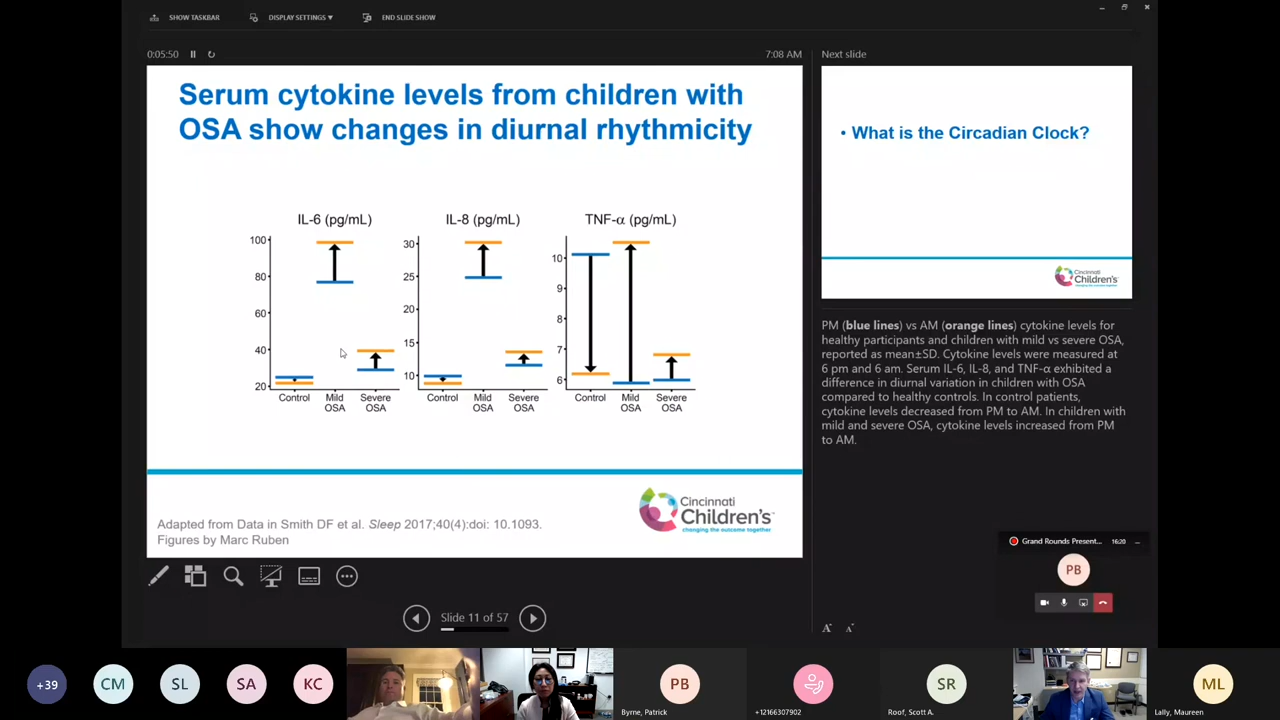 SHOW TASKBAR
DISPLAY SETTINGS ▼
END SLIDE SHOW
0:05:50
7:08 AM
Serum cytokine levels from children with
OSA show changes in diurnal rhythmicity
IL-6 (pg/mL)
100
80
60
40
20
Control
Mild
OSA
Severe
OSA
IL-8 (pg/mL)
30
25
20
15
10
Control
Mild
OSA
Severe
OSA
TNF-α (pg/mL)
10
9
8
7
6
Control
Mild
OSA
Severe
OSA
Adapted from Data in Smith DF et al. Sleep 2017;40(4):doi: 10.1093.
Figures by Marc Ruben
Cincinnati
Children's
changing the outcome together
Slide 11 of 57
Next slide
• What is the Circadian Clock?
Cincinnati
Children's
PM (blue lines) vs AM (orange lines) cytokine levels for
healthy participants and children with mild vs severe OSA,
reported as mean±SD. Cytokine levels were measured at
6 pm and 6 am. Serum IL-6, IL-8, and TNF-α exhibited a
difference in diurnal variation in children with OSA
compared to healthy controls. In control patients,
cytokine levels decreased from PM to AM. In children with
mild and severe OSA, cytokine levels increased from PM
to AM.
Grand Rounds Present...
16:20
PB
A A
+39
CM
SL
SA
KC
PB
Byrne, Patrick
+12166307902
SR
Roof, Scott A.
ML
Lally, Maureen